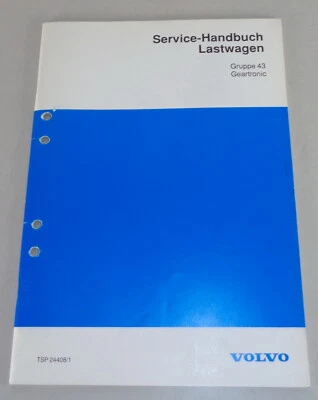 Service-Handbuch
Lastwagen
Gruppe 43
Geartronic
TSP 24408/1
VOLVO